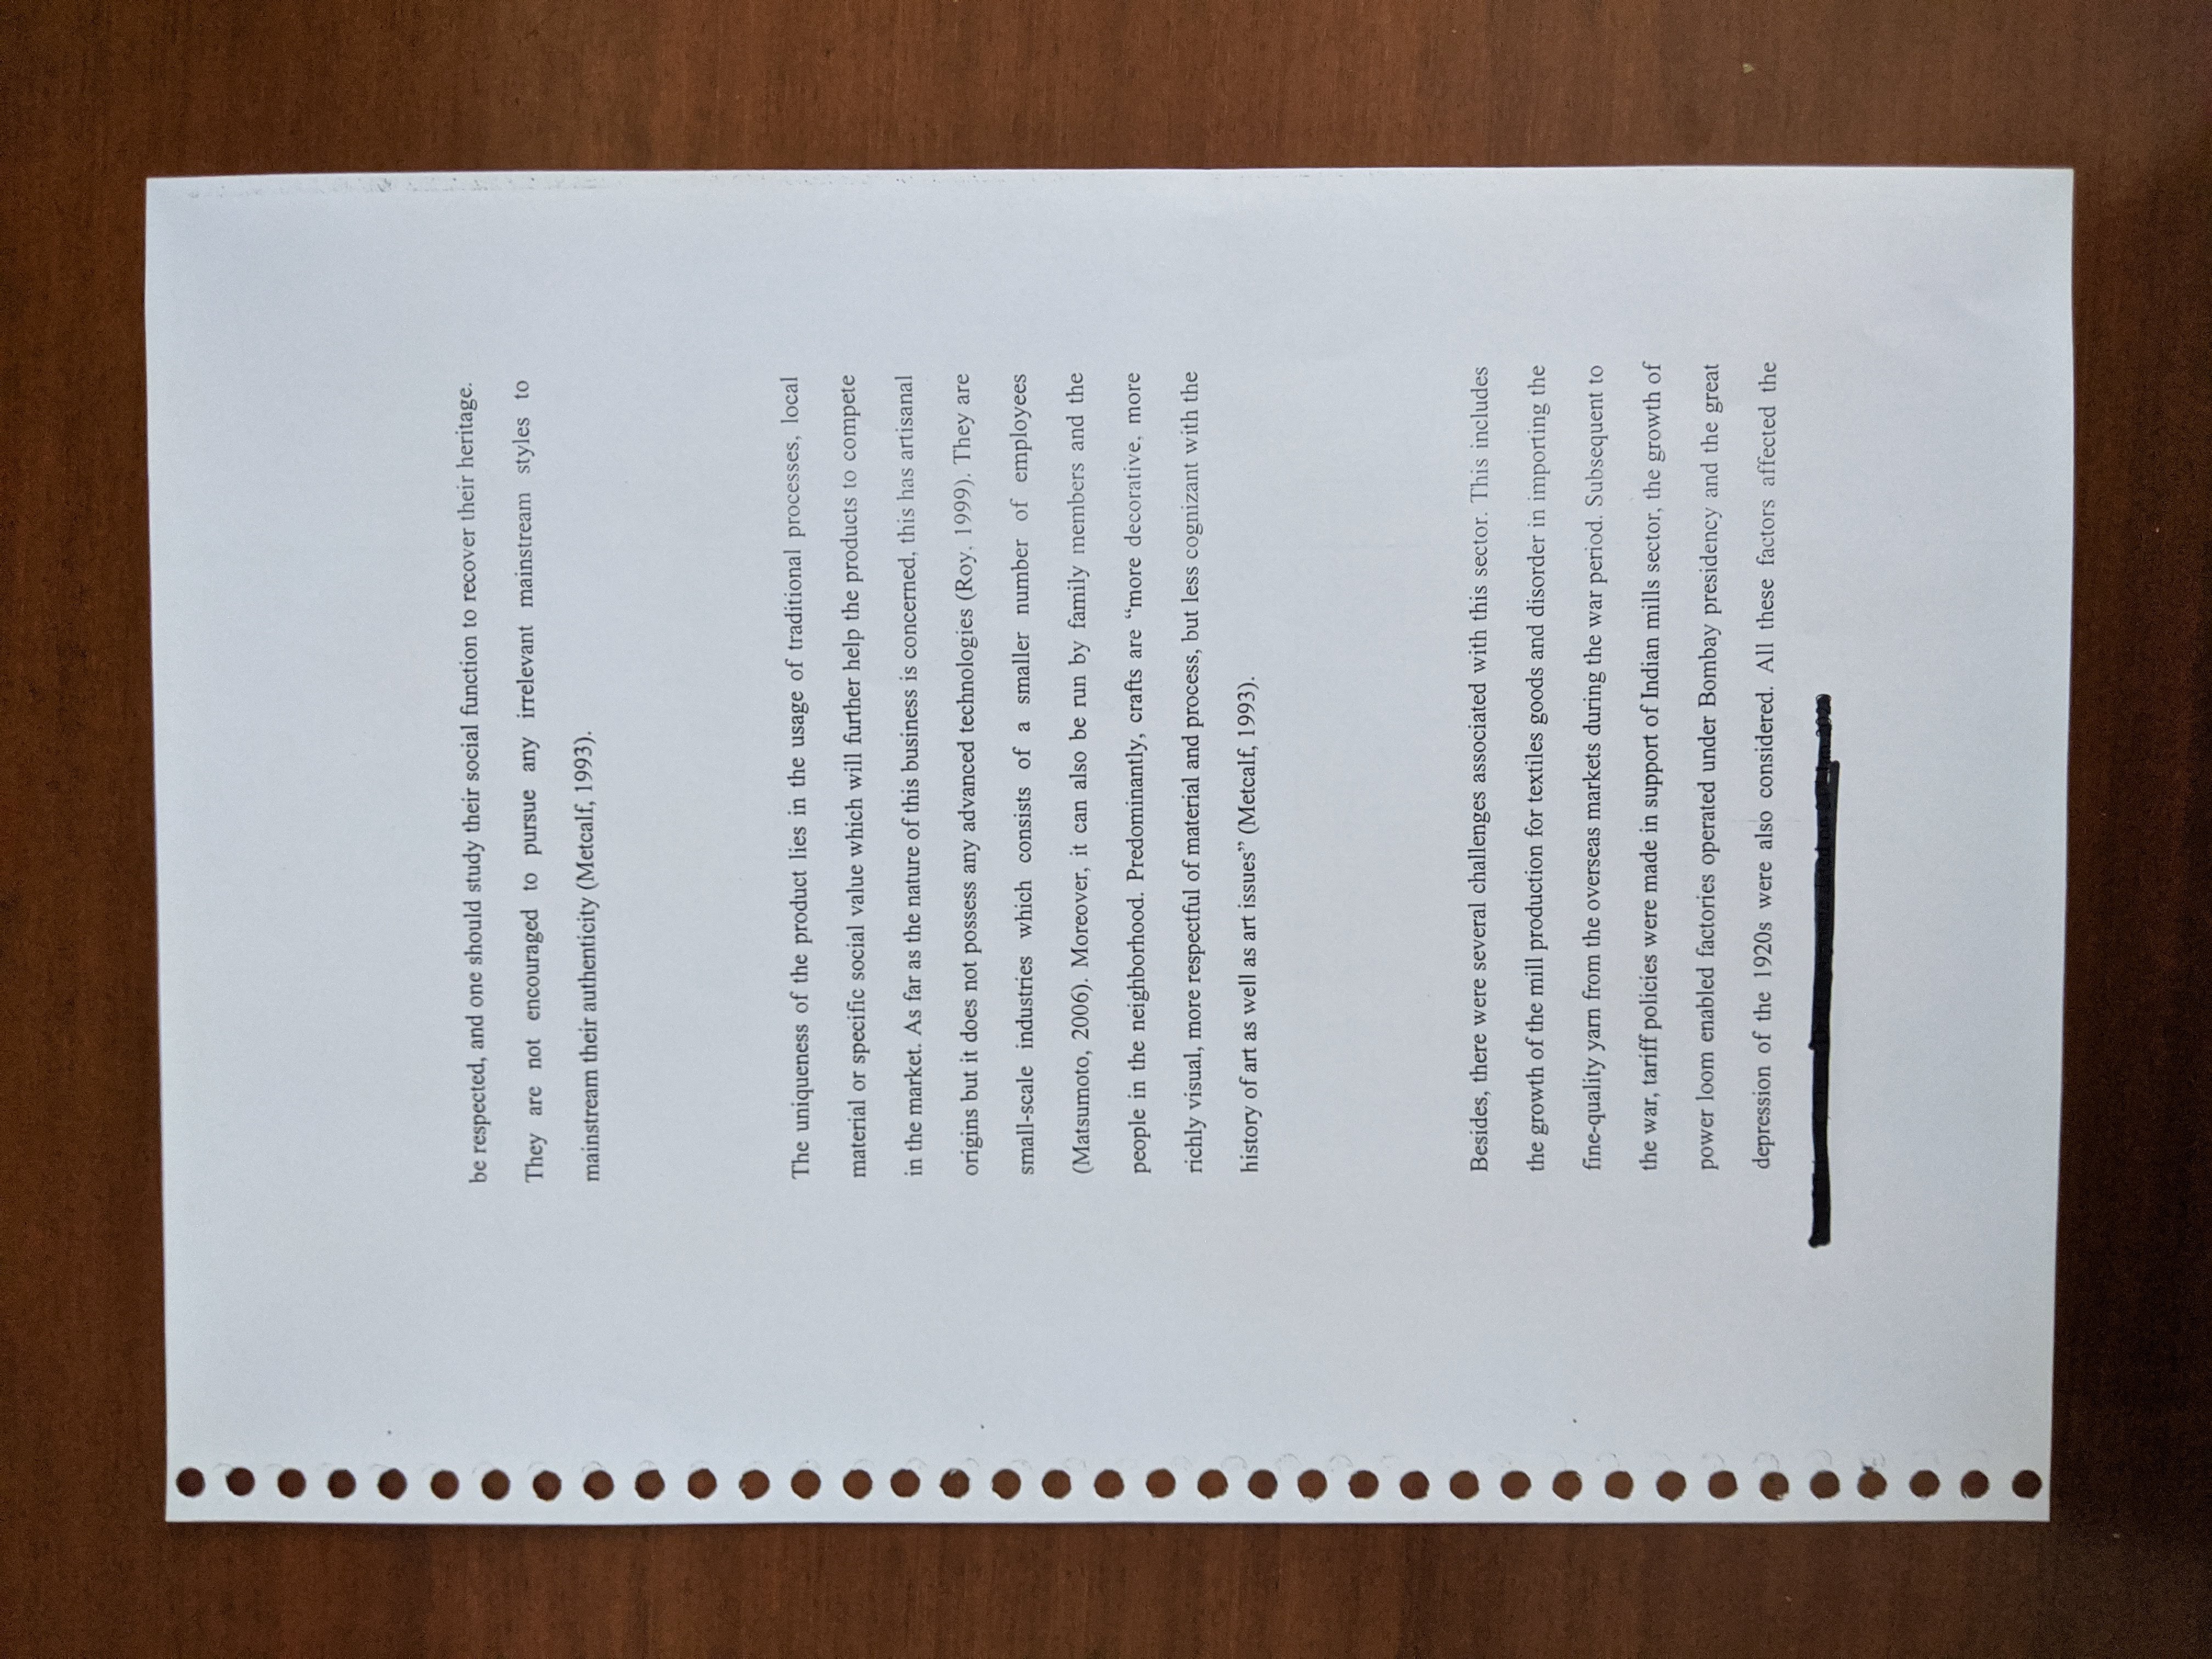 be respected, and one should study their social function to recover their heritage.
They are not encouraged to pursue any irrelevant mainstream styles to
mainstream their authenticity (Metcalf, 1993).
The uniqueness of the product lies in the usage of traditional processes, local
material or specific social value which will further help the products to compete
in the market. As far as the nature of this business is concerned, this has artisanal
origins but it does not possess any advanced technologies (Roy, 1999). They are
small-scale industries which consists of a smaller number of employees
(Matsumoto, 2006). Moreover, it can also be run by family members and the
people in the neighborhood. Predominantly, crafts are “more decorative, more
richly visual, more respectful of material and process, but less cognizant with the
history of art as well as art issues” (Metcalf, 1993).
Besides, there were several challenges associated with this sector. This includes
the growth of the mill production for textiles goods and disorder in importing the
fine-quality yarn from the overseas markets during the war period. Subsequent to
the war, tariff policies were made in support of Indian mills sector, the growth of
power loom enabled factories operated under Bombay presidency and the great
depression of the 1920s were also considered. All these factors affected the